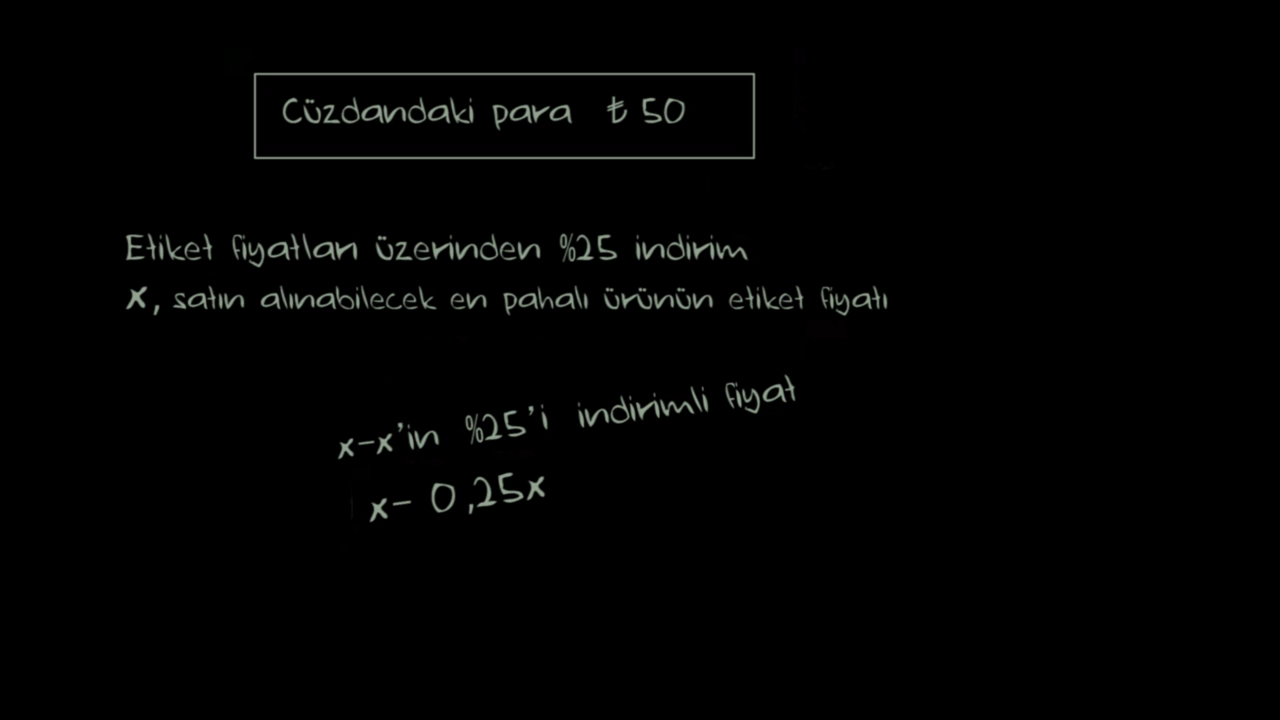 Cüzdandaki para ₺ 50
Etiket fiyatları üzerinden %25 indirim
x, satın alınabilecek en pahalı ürünün etiket fiyatı
x-x'in %25'i indirimli fiyat
x- 0,25x